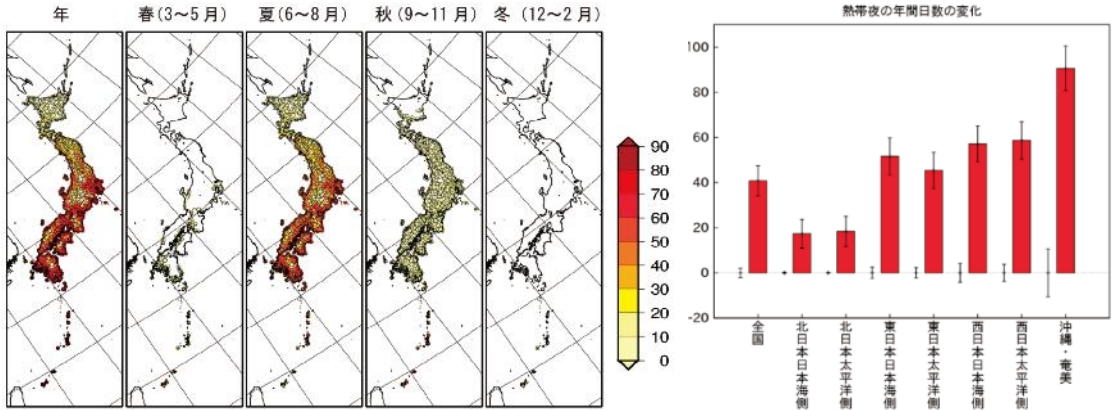 年
春(3~5月)
夏(6~8月)
秋(9~11月)
冬(12~2月)
90
80
70
60
50
40
30
20
10
0
熱帯夜の年間日数の変化
100
80
60
40
20
0
-20
全国
北日本日本海側
北日本太平洋側
東日本日本海側
東日本太平洋側
西日本日本海側
西日本太平洋側
沖縄・奄美